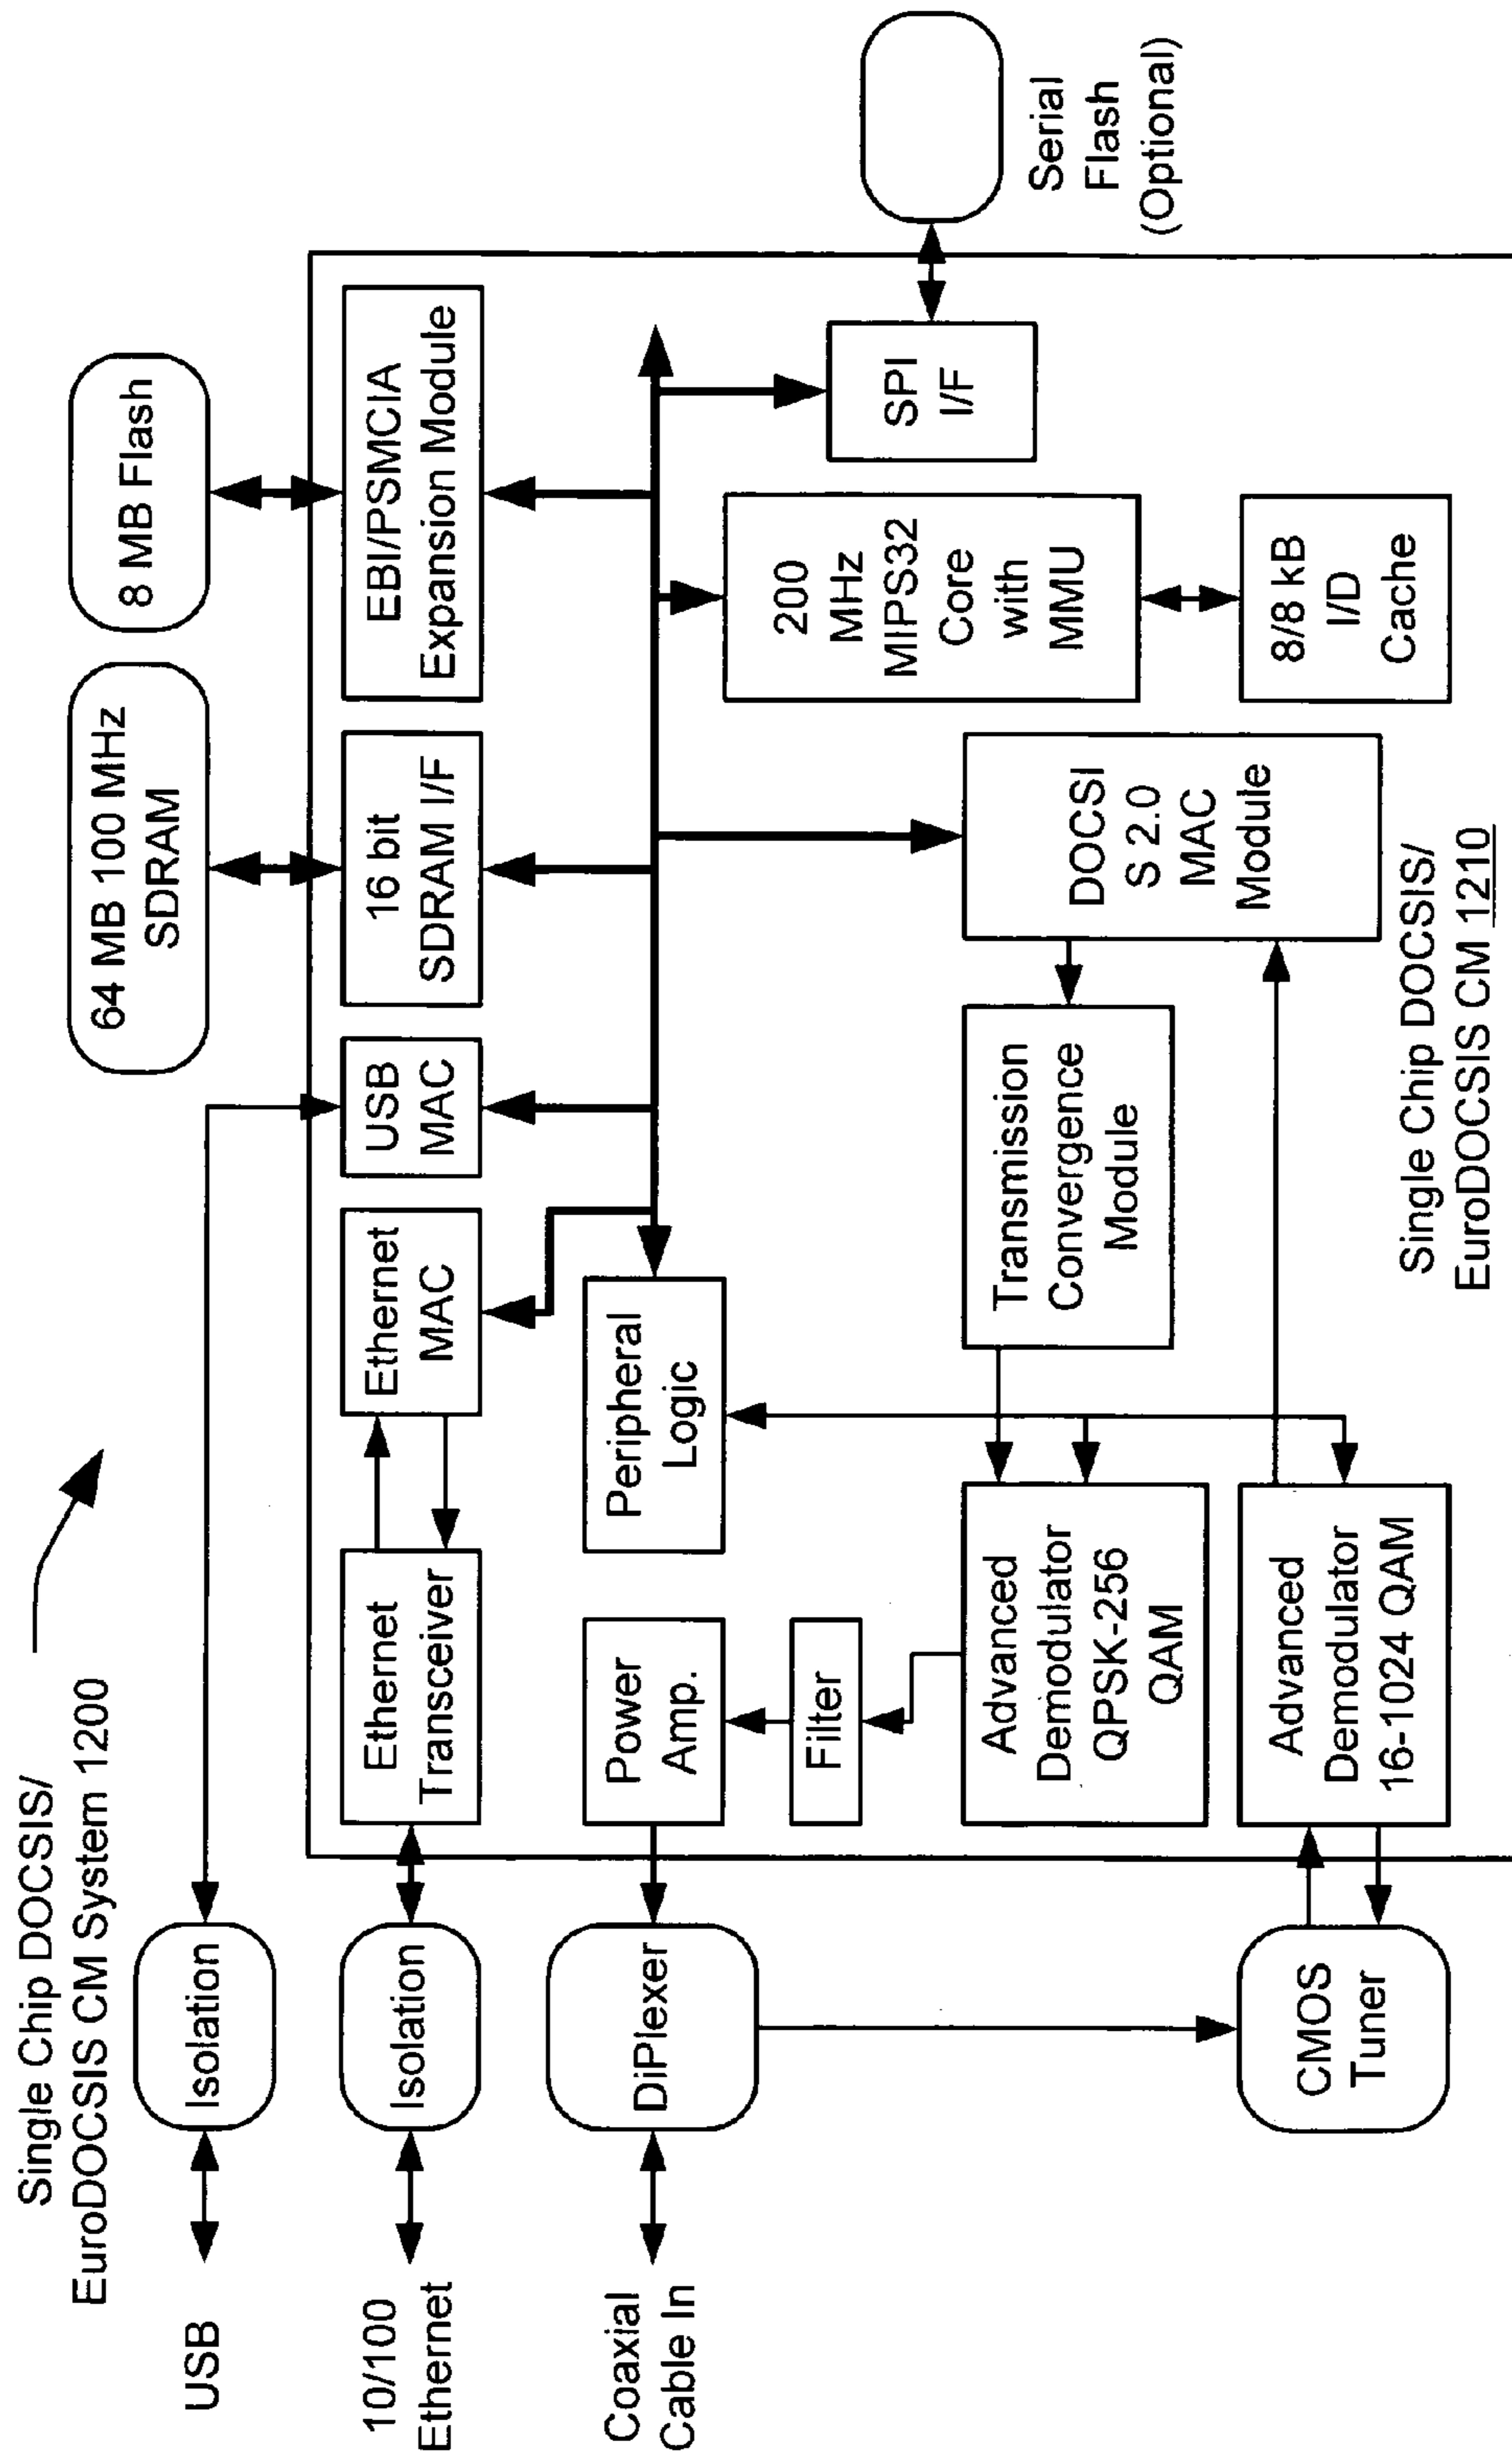 Single Chip DOCSIS/
EuroDOCSIS CM System 1200
USB
Isolation
64 MB 100 MHz
SDRAM
8 MB Flash
10/100
Ethernet
Isolation
Ethernet
Transceiver
Ethernet
MAC
USB
MAC
16 bit
SDRAM I/F
EBI/PSMCIA
Expansion Module
Coaxial
Cable In
DiPlexer
Power
Amp.
Peripheral
Logic
Filter
200
MHz
MIPS32
Core
with
MMU
SPI
I/F
Serial
Flash
(Optional)
Advanced
Demodulator
QPSK-256
QAM
Transmission
Convergence
Module
DOCSI
S 2.0
MAC
Module
CMOS
Tuner
Advanced
Demodulator
16-1024 QAM
8/8 kB
I/D
Cache
Single Chip DOCSIS/
EuroDOCSIS CM 1210